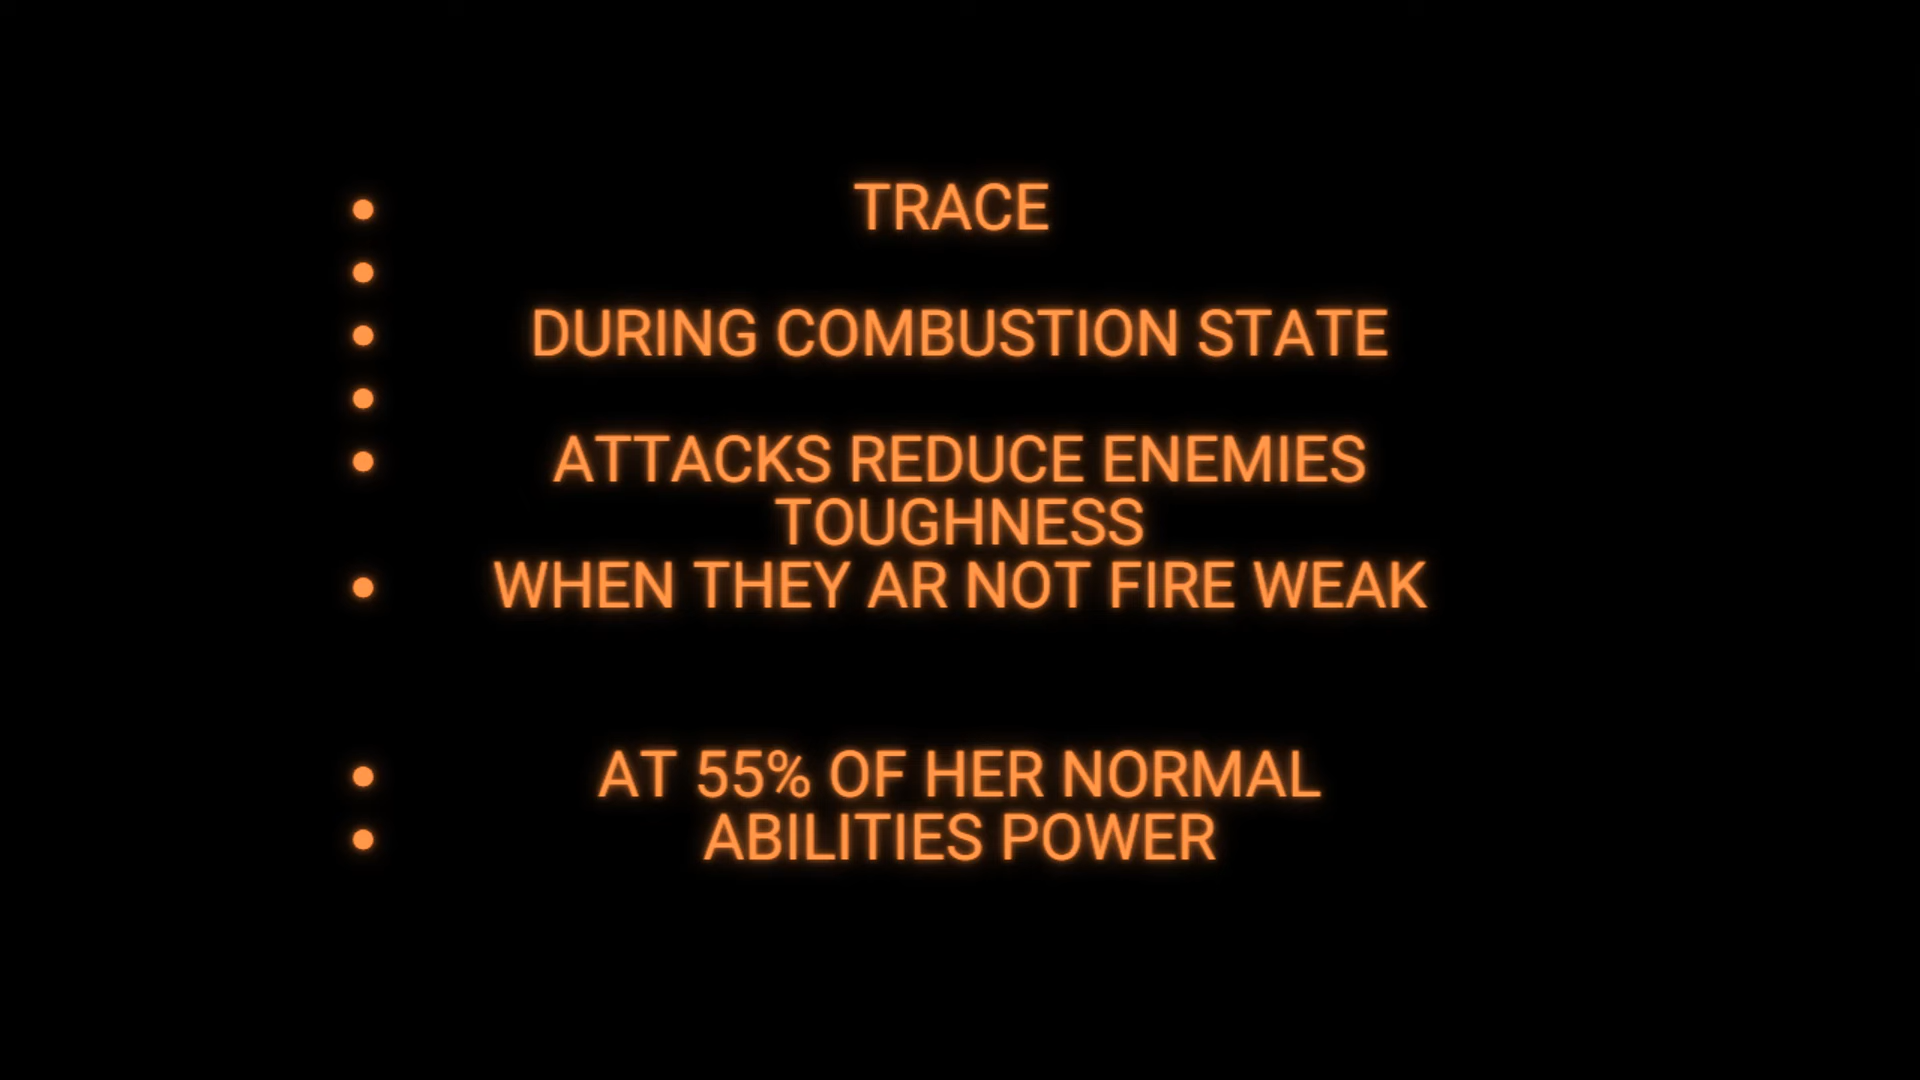 • TRACE
•
• DURING COMBUSTION STATE
•
• ATTACKS REDUCE ENEMIES
TOUGHNESS
• WHEN THEY AR NOT FIRE WEAK
• AT 55% OF HER NORMAL
• ABILITIES POWER